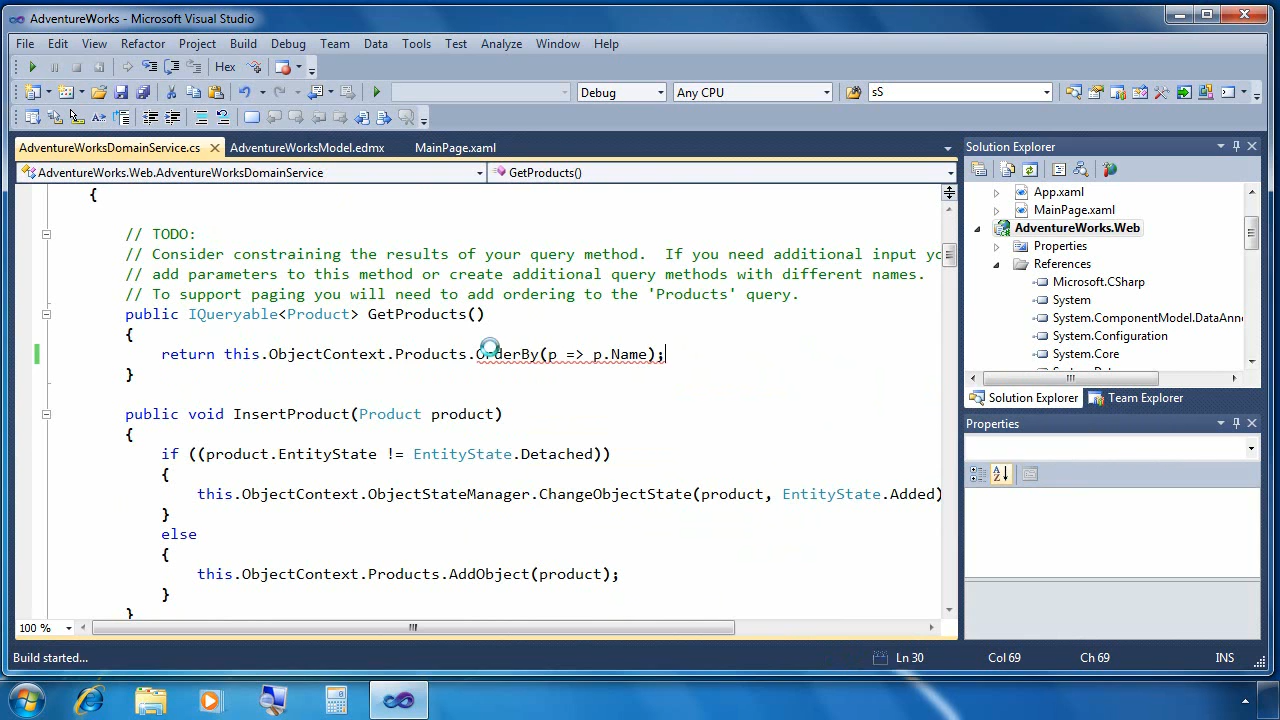 AdventureWorks - Microsoft Visual Studio
File Edit View Refactor Project Build Debug Team Data Tools Test Analyze Window Help
Hex
Debug Any CPU sS
AdventureWorksDomainService.cs AdventureWorksModel.edmx MainPage.xaml
AdventureWorks.Web.AdventureWorksDomainService GetProducts()
{
// TODO:
// Consider constraining the results of your query method.  If you need additional input
// add parameters to this method or create additional query methods with different names.
// To support paging you will need to add ordering to the 'Products' query.
public IQueryable<Product> GetProducts()
{
return this.ObjectContext.Products.OrderBy(p => p.Name);
}
public void InsertProduct(Product product)
{
if ((product.EntityState != EntityState.Detached))
{
this.ObjectContext.ObjectStateManager.ChangeObjectState(product, EntityState.Added)
}
else
{
this.ObjectContext.Products.AddObject(product);
}
}
100 %
Solution Explorer
App.xaml
MainPage.xaml
AdventureWorks.Web
Properties
References
Microsoft.CSharp
System
System.ComponentModel.DataAnno
System.Configuration
System.Core
Solution Explorer Team Explorer
Properties
Build started... Ln 30 Col 69 Ch 69 INS